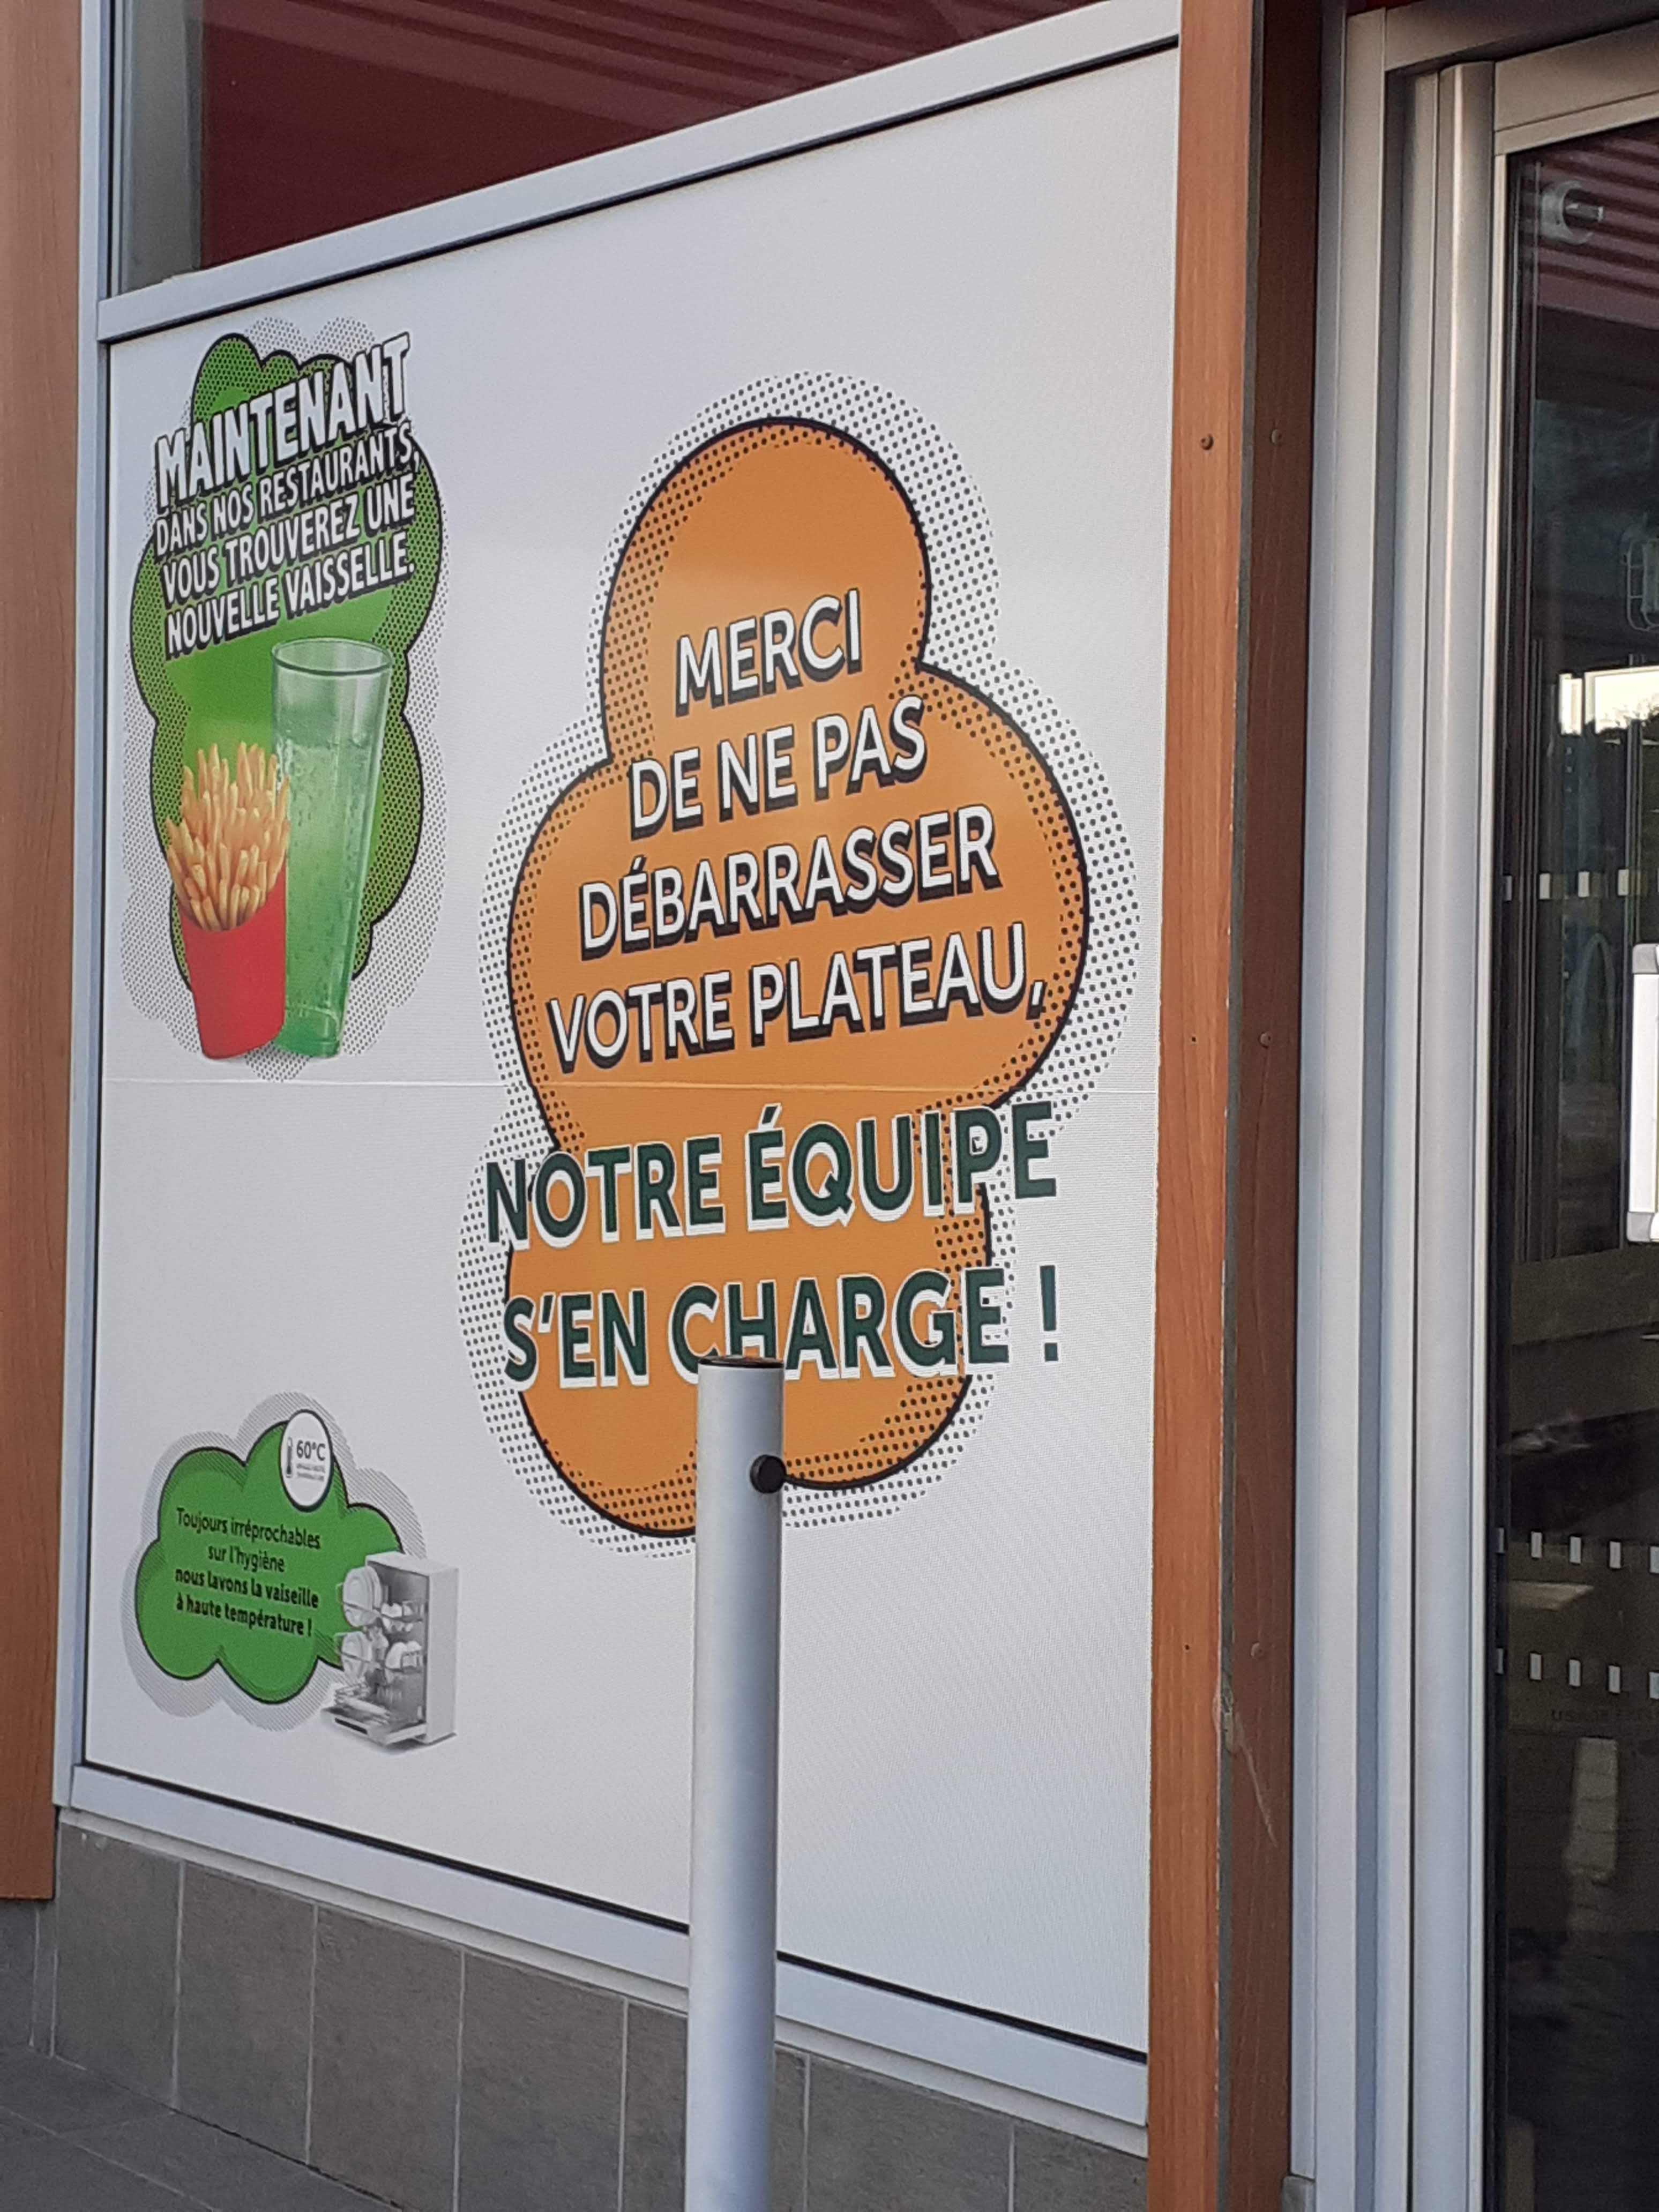 MAINTENANT
DANS NOS RESTAURANTS,
VOUS TROUVEREZ UNE
NOUVELLE VAISSELLE.
MERCI
DE NE PAS
DÉBARRASSER
VOTRE PLATEAU,
NOTRE ÉQUIPE
S'EN CHARGE !
60°C
Toujours irréprochables
sur l'hygiène
nous lavons la vaiseille
à haute température !